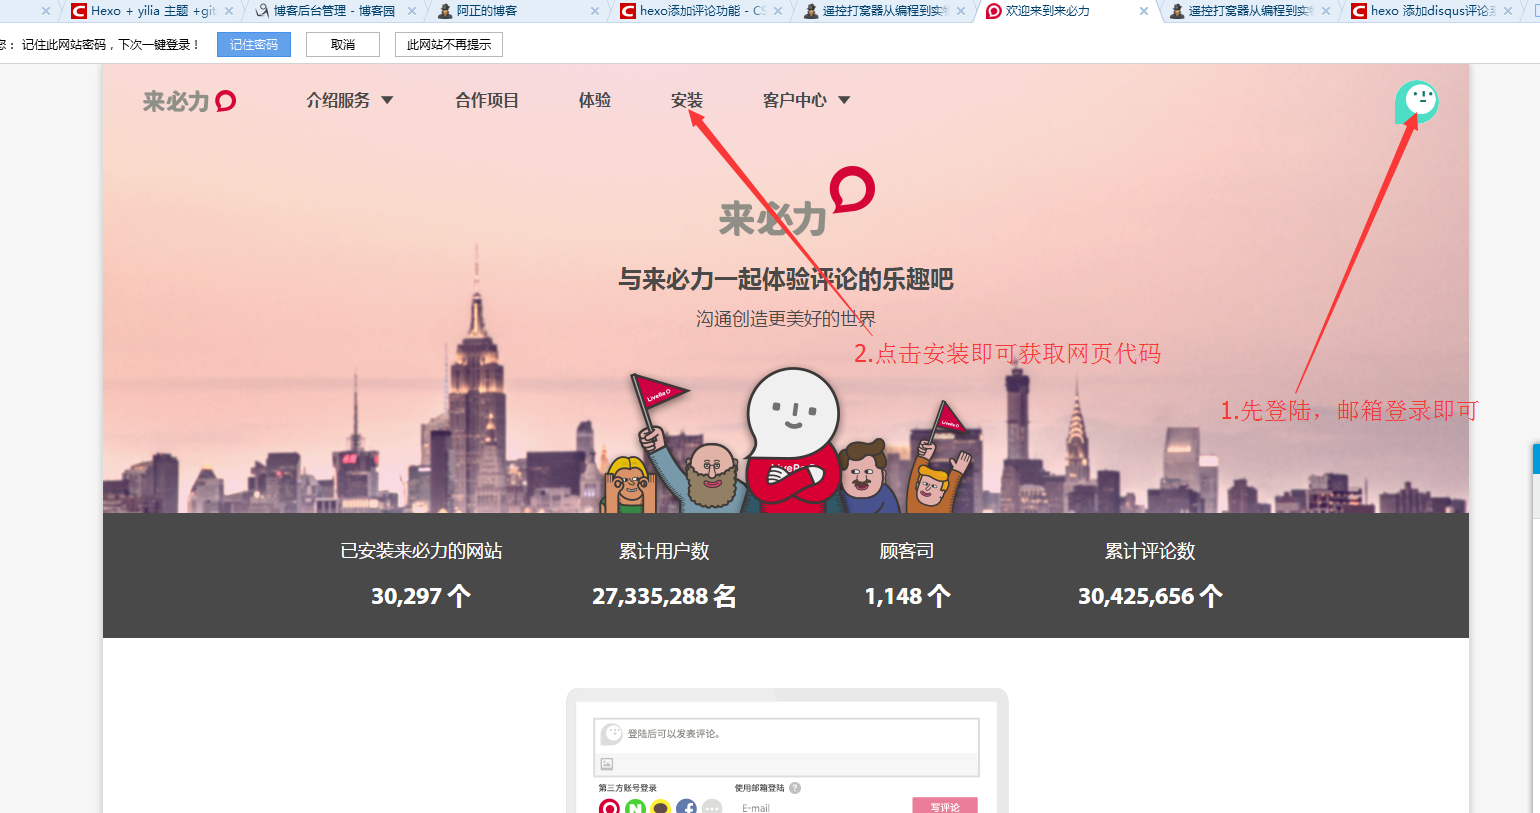 Hexo + yilia 主题 +git
博客后台管理 - 博客园
阿正的博客
hexo添加评论功能 - CS
遥控打窝器从编程到实物
欢迎来到来必力
遥控打窝器从编程到实物
hexo 添加disqus评论
您： 记住此网站密码，下次一键登录！
记住密码
取消
此网站不再提示
来必力
介绍服务
合作项目
体验
安装
客户中心
来必力
与来必力一起体验评论的乐趣吧
沟通创造更美好的世界
2.点击安装即可获取网页代码
1.先登陆，邮箱登录即可
LiveRe
LiveRe
LiveRe
已安装来必力的网站
累计用户数
顾客司
累计评论数
30,297 个
27,335,288 名
1,148 个
30,425,656 个
登陆后可以发表评论。
第三方账号登录
使用邮箱登陆 ?
E-mail
写评论